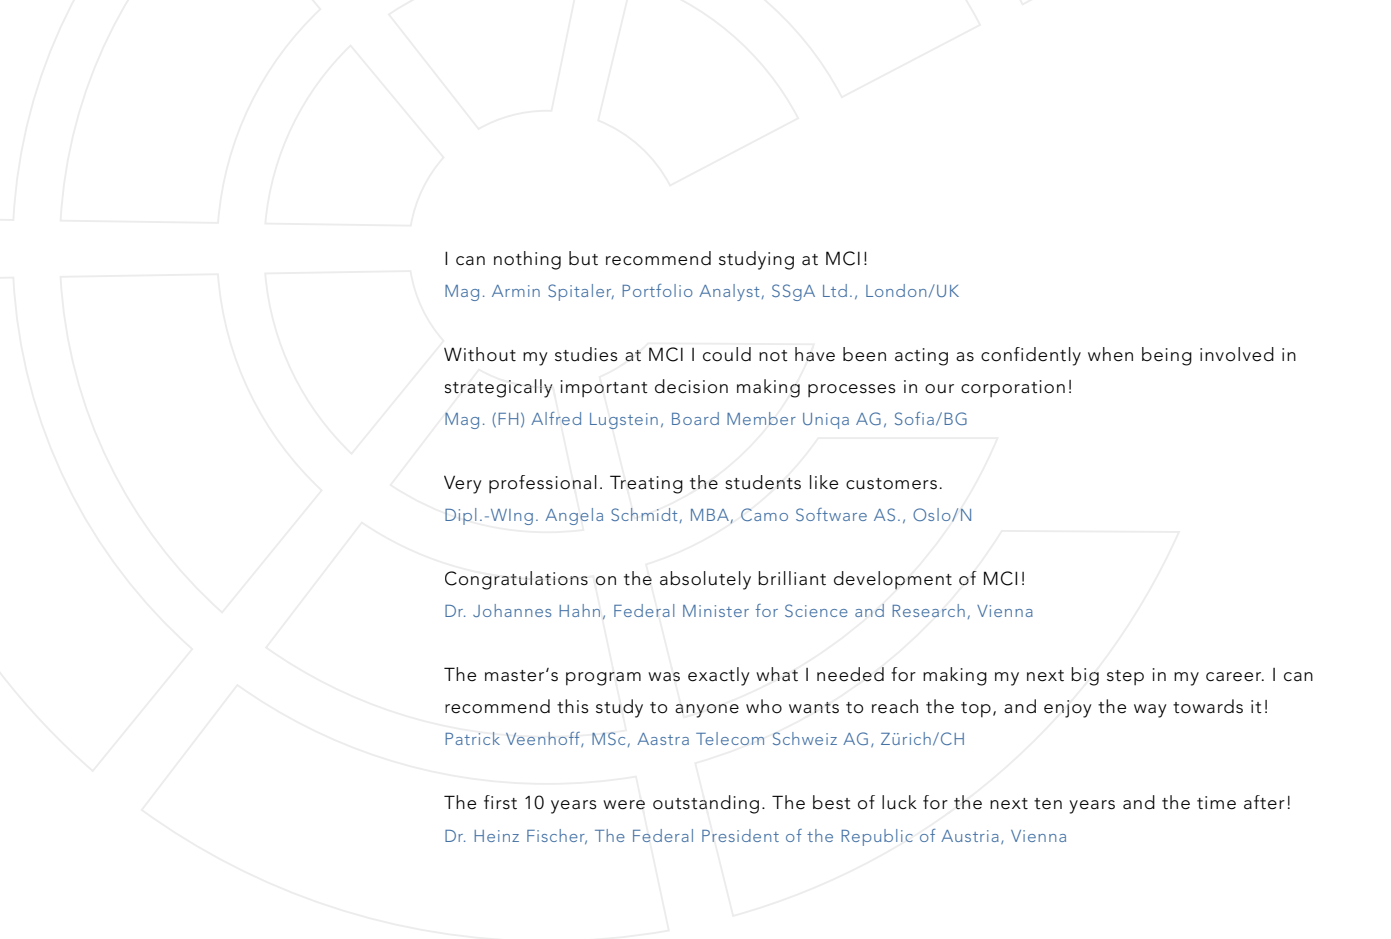 I can nothing but recommend studying at MCI!
Mag. Armin Spitaler, Portfolio Analyst, SSgA Ltd., London/UK
Without my studies at MCI I could not have been acting as confidently when being involved in
strategically important decision making processes in our corporation!
Mag. (FH) Alfred Lugstein, Board Member Uniqa AG, Sofia/BG
Very professional. Treating the students like customers.
Dipl.-WIng. Angela Schmidt, MBA, Camo Software AS., Oslo/N
Congratulations on the absolutely brilliant development of MCI!
Dr. Johannes Hahn, Federal Minister for Science and Research, Vienna
The master’s program was exactly what I needed for making my next big step in my career. I can
recommend this study to anyone who wants to reach the top, and enjoy the way towards it!
Patrick Veenhoff, MSc, Aastra Telecom Schweiz AG, Zürich/CH
The first 10 years were outstanding. The best of luck for the next ten years and the time after!
Dr. Heinz Fischer, The Federal President of the Republic of Austria, Vienna